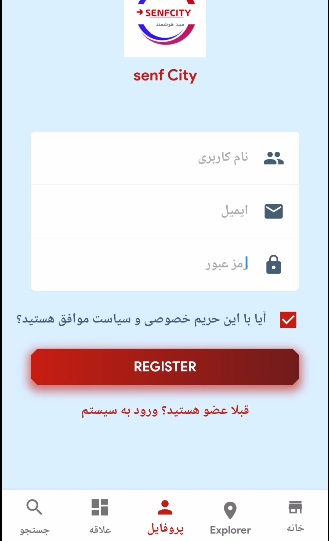 SENFCITY
سبد هوشمند
senf City
نام کاربری
ایمیل
رمز عبور
آیا با این حریم خصوصی و سیاست موافق هستید؟
REGISTER
قبلا عضو هستید؟ ورود به سیستم
خانه
Explorer
پروفایل
علاقه
جستجو